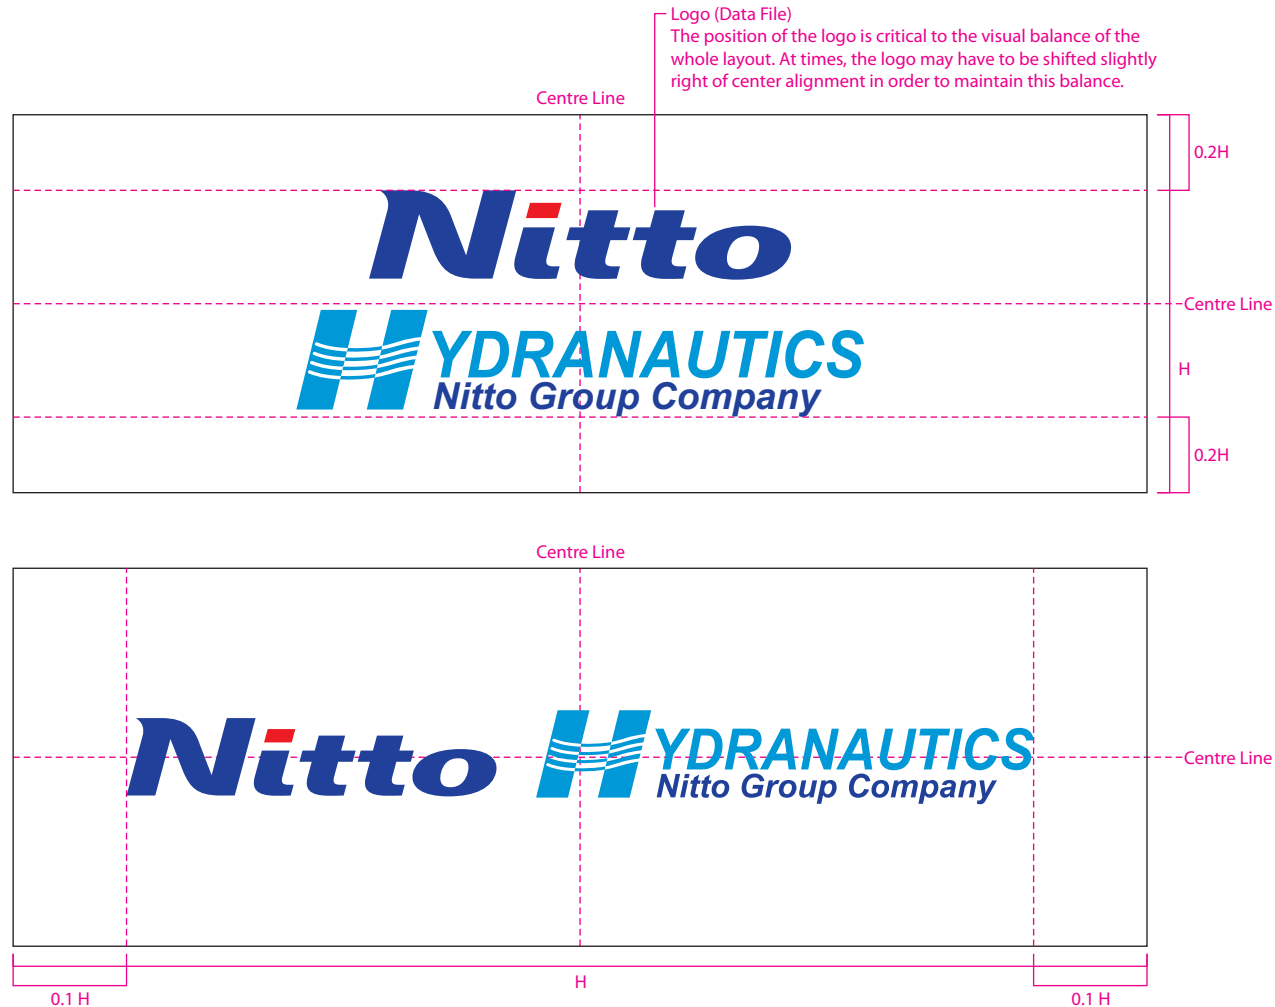 Logo (Data File)
The position of the logo is critical to the visual balance of the
whole layout. At times, the logo may have to be shifted slightly
right of center alignment in order to maintain this balance.
Centre Line
0.2H
Nitto
Centre Line
HYDRANAUTICS
H
Nitto Group Company
0.2H
Centre Line
Nitto HYDRANAUTICS
Centre Line
Nitto Group Company
H
0.1 H
0.1 H